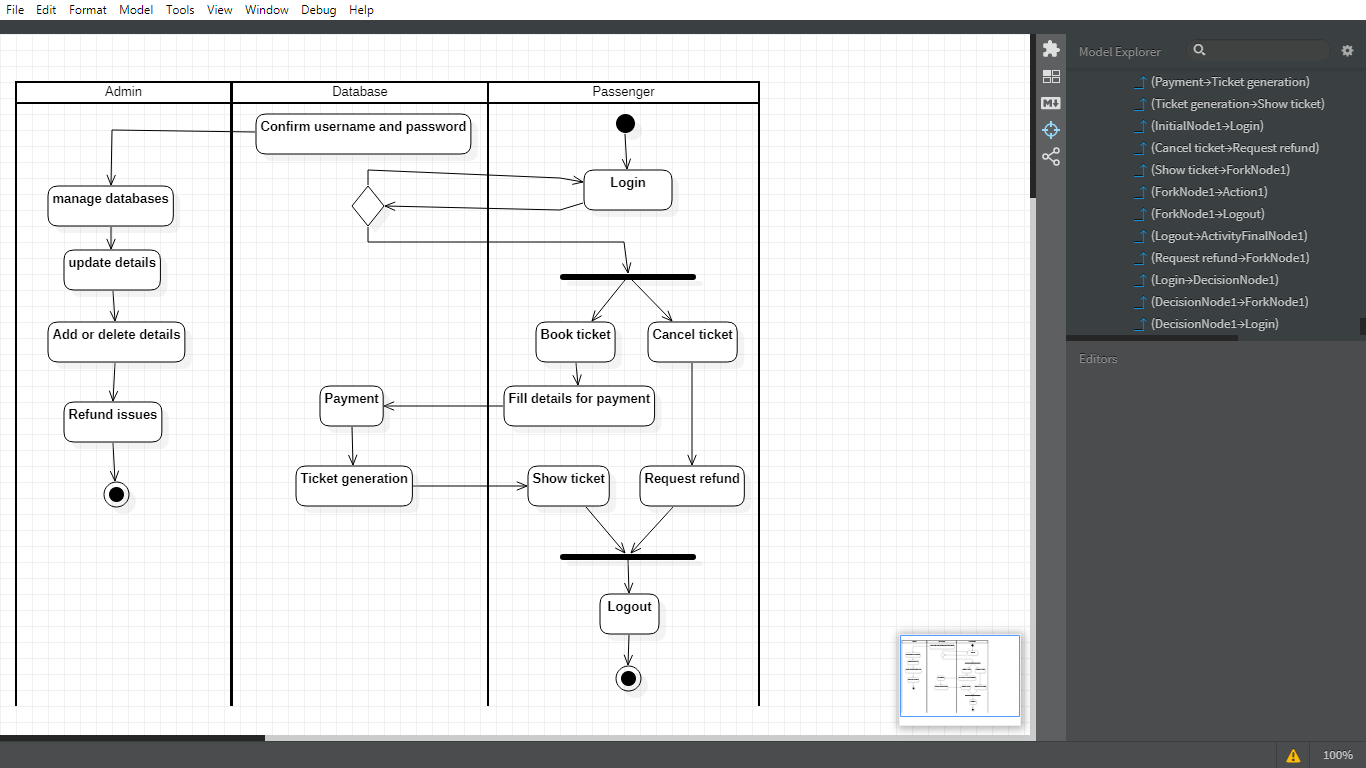 File Edit Format Model Tools View Window Debug Help
Model Explorer
Admin Database Passenger
Confirm username and password
manage databases
Login
update details
Add or delete details
Book ticket
Cancel ticket
Payment
Fill details for payment
Refund issues
Ticket generation
Show ticket
Request refund
Logout
(Payment→Ticket generation)
(Ticket generation→Show ticket)
(InitialNode1→Login)
(Cancel ticket→Request refund)
(Show ticket→ForkNode1)
(ForkNode1→Action1)
(ForkNode1→Logout)
(Logout→ActivityFinalNode1)
(Request refund→ForkNode1)
(Login→DecisionNode1)
(DecisionNode1→ForkNode1)
(DecisionNode1→Login)
Editors
M↓
100%